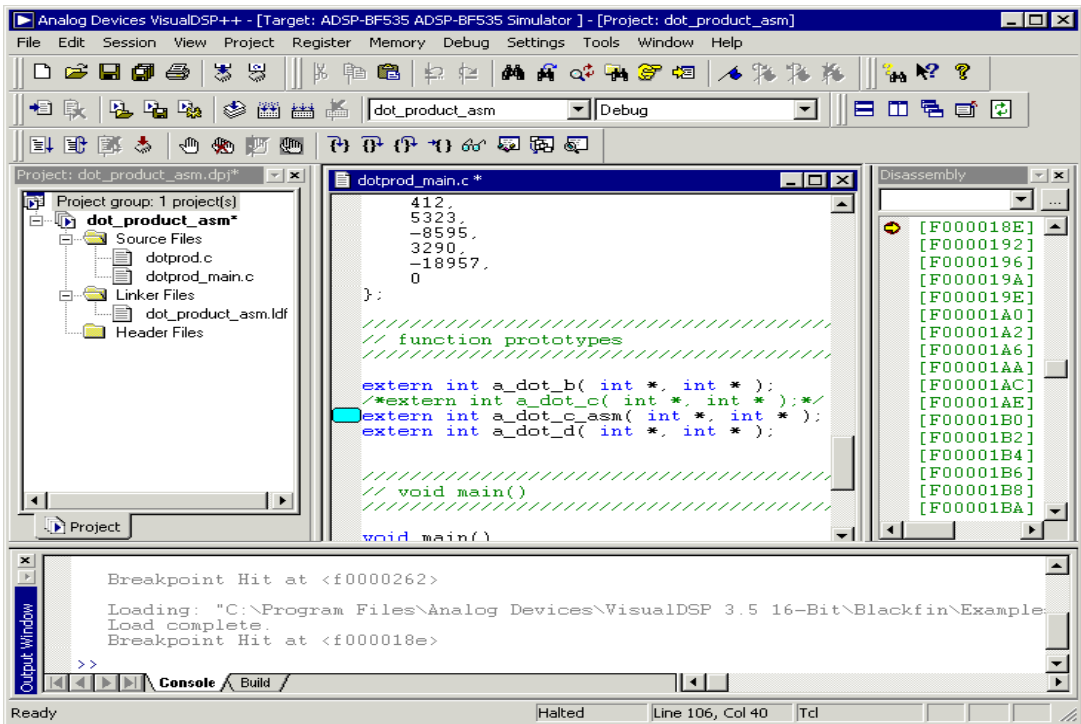 Analog Devices VisualDSP++ - [Target: ADSP-BF535 ADSP-BF535 Simulator ] - [Project: dot_product_asm]
File Edit Session View Project Register Memory Debug Settings Tools Window Help
dot_product_asm Debug
Project: dot_product_asm.dpj*
Project group: 1 project(s)
dot_product_asm*
Source Files
dotprod.c
dotprod_main.c
Linker Files
dot_product_asm.ldf
Header Files
Project
dotprod_main.c *
412,
5323,
-8595,
3290,
-18957,
0
};
///////////////////////////////////////
// function prototypes
///////////////////////////////////////
extern int a_dot_b( int *, int * );
/*extern int a_dot_c( int *, int * );*/
extern int a_dot_c_asm( int *, int * );
extern int a_dot_d( int *, int * );
///////////////////////////////////////
// void main()
///////////////////////////////////////
void main()
Disassembly
...
[F000018E]
[F0000192]
[F0000196]
[F000019A]
[F000019E]
[F00001A0]
[F00001A2]
[F00001A6]
[F00001AA]
[F00001AC]
[F00001AE]
[F00001B0]
[F00001B2]
[F00001B4]
[F00001B6]
[F00001B8]
[F00001BA]
Output Window
Breakpoint Hit at <f0000262>
Loading: "C:\Program Files\Analog Devices\VisualDSP 3.5 16-Bit\Blackfin\Example
Load complete.
Breakpoint Hit at <f000018e>
>>
Console Build
Ready Halted Line 106, Col 40 Tcl